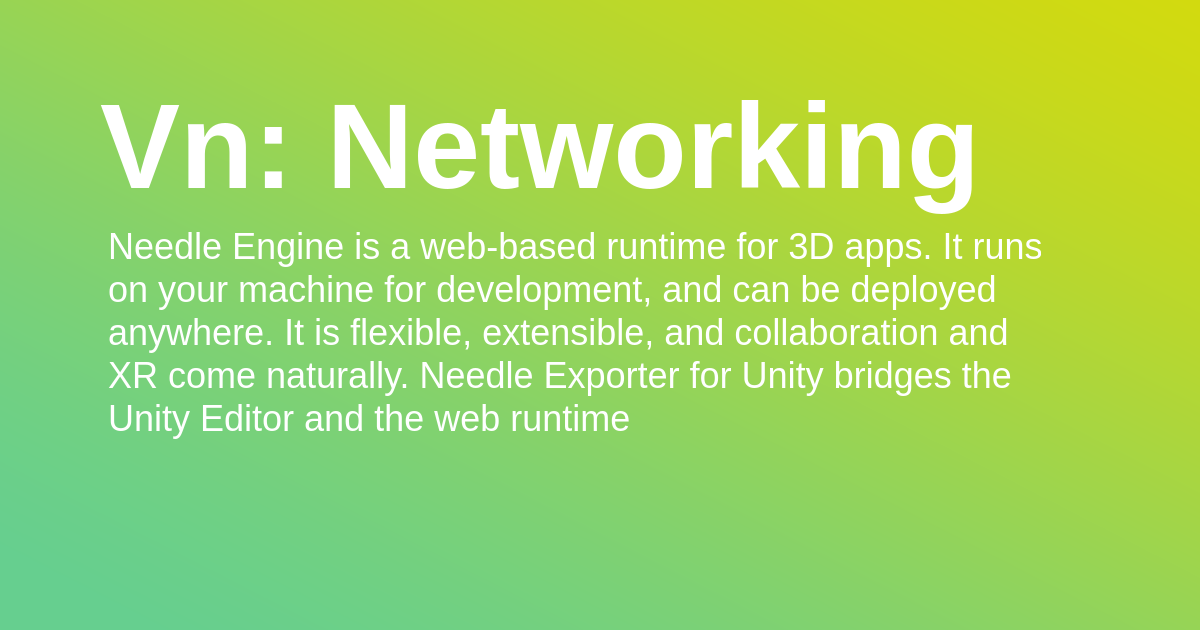 Vn: Networking
Needle Engine is a web-based runtime for 3D apps. It runs
on your machine for development, and can be deployed
anywhere. It is flexible, extensible, and collaboration and
XR come naturally. Needle Exporter for Unity bridges the
Unity Editor and the web runtime